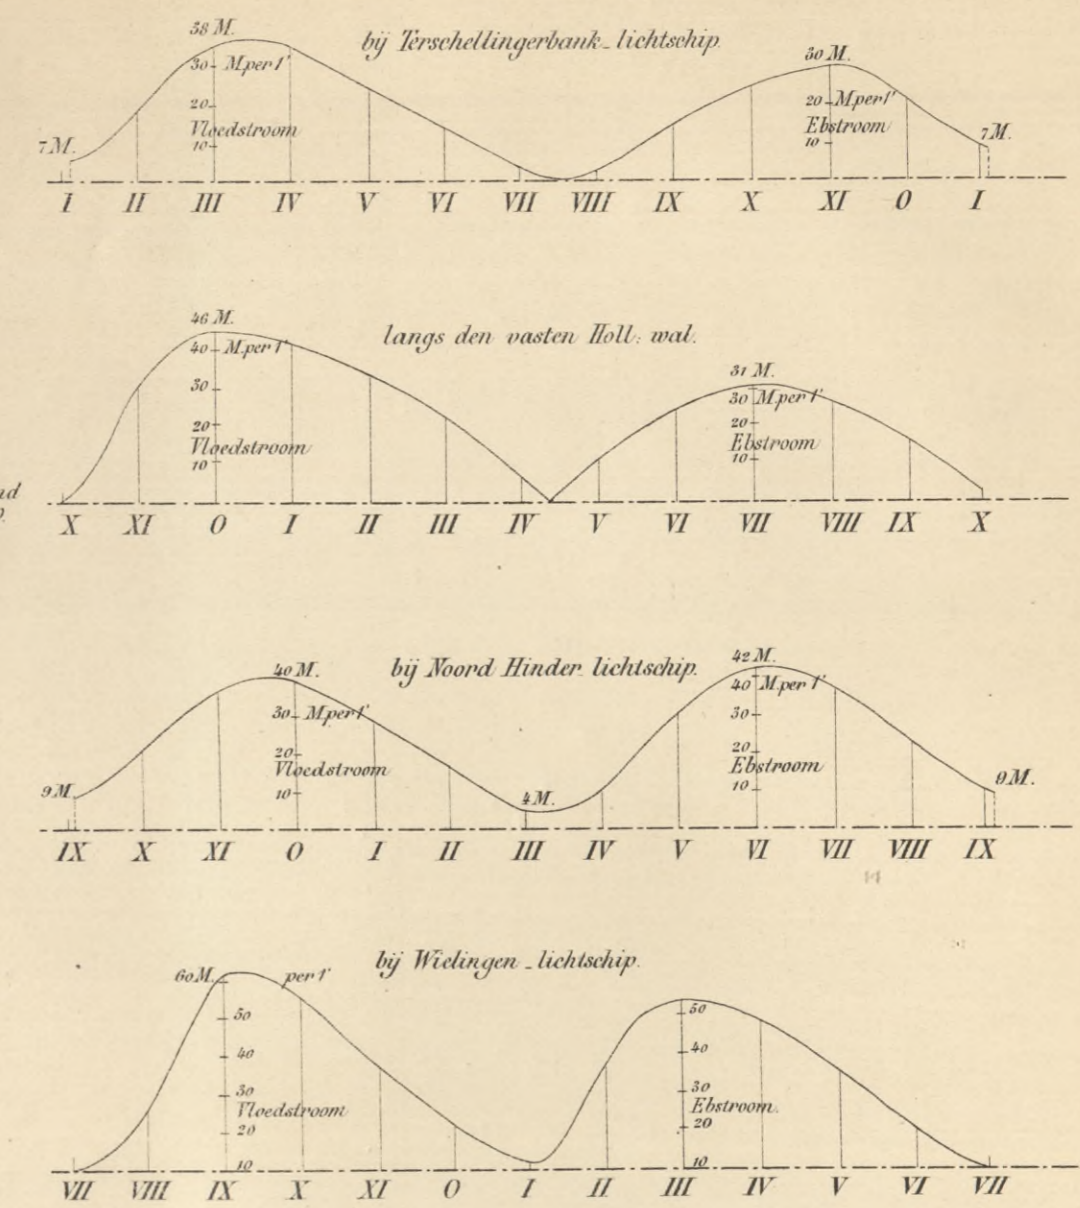 38 M.
bij Terschellingerbank-lichtschip.
30 M.
30 M.per 1'
20 M.per 1'
20
Vloedstroom
Ebstroom
7 M.
10
10
7 M.
I II III IV V VI VII VIII IX X XI O I
46 M.
langs den vasten Holl: wal.
40 M.per 1'
31 M.
30
30 M.per 1'
20
20
Vloedstroom
Ebstroom
10
10
X XI O I II III IV V VI VII VIII IX X
40 M.
bij Noord Hinder lichtschip.
42 M.
40 M.per 1'
30 M.per 1'
30
20
20
Vloedstroom
Ebstroom
9 M.
10
4 M.
10
9 M.
IX X XI O I II III IV V VI VII VIII IX
bij Wielingen-lichtschip.
60 M. per 1'
50
50
40
40
30
30
Vloedstroom
Ebstroom.
20
20
10
10
VII VIII IX X XI O I II III IV V VI VII